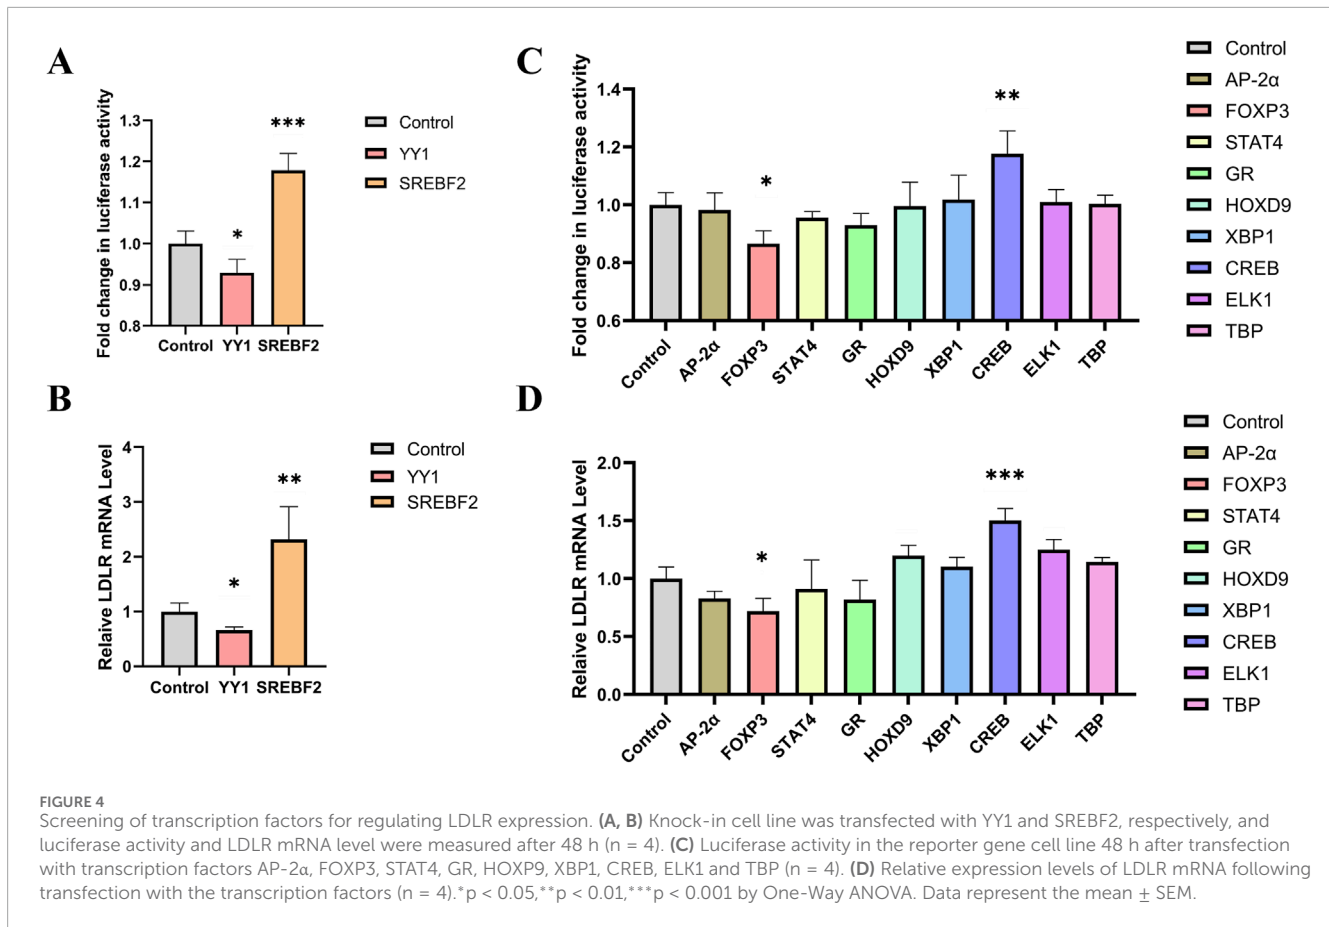 A
Fold change in luciferase activity
1.3
1.2
1.1
1.0
0.9
0.8
***
*
Control YY1 SREBF2
Control
YY1
SREBF2
B
Relaive LDLR mRNA Level
4
3
2
1
0
**
*
Control YY1 SREBF2
Control
YY1
SREBF2
C
Fold change in luciferase activity
1.4
1.2
1.0
0.8
0.6
*
**
Control
AP-2α
FOXP3
STAT4
GR
HOXD9
XBP1
CREB
ELK1
TBP
Control
AP-2α
FOXP3
STAT4
GR
HOXD9
XBP1
CREB
ELK1
TBP
D
Relaive LDLR mRNA Level
2.0
1.5
1.0
0.5
0.0
*
***
Control
AP-2α
FOXP3
STAT4
GR
HOXD9
XBP1
CREB
ELK1
TBP
Control
AP-2α
FOXP3
STAT4
GR
HOXD9
XBP1
CREB
ELK1
TBP
FIGURE 4
Screening of transcription factors for regulating LDLR expression. (A, B) Knock-in cell line was transfected with YY1 and SREBF2, respectively, and
luciferase activity and LDLR mRNA level were measured after 48 h (n = 4). (C) Luciferase activity in the reporter gene cell line 48 h after transfection
with transcription factors AP-2α, FOXP3, STAT4, GR, HOXP9, XBP1, CREB, ELK1 and TBP (n = 4). (D) Relative expression levels of LDLR mRNA following
transfection with the transcription factors (n = 4).*p < 0.05,**p < 0.01,***p < 0.001 by One-Way ANOVA. Data represent the mean ± SEM.